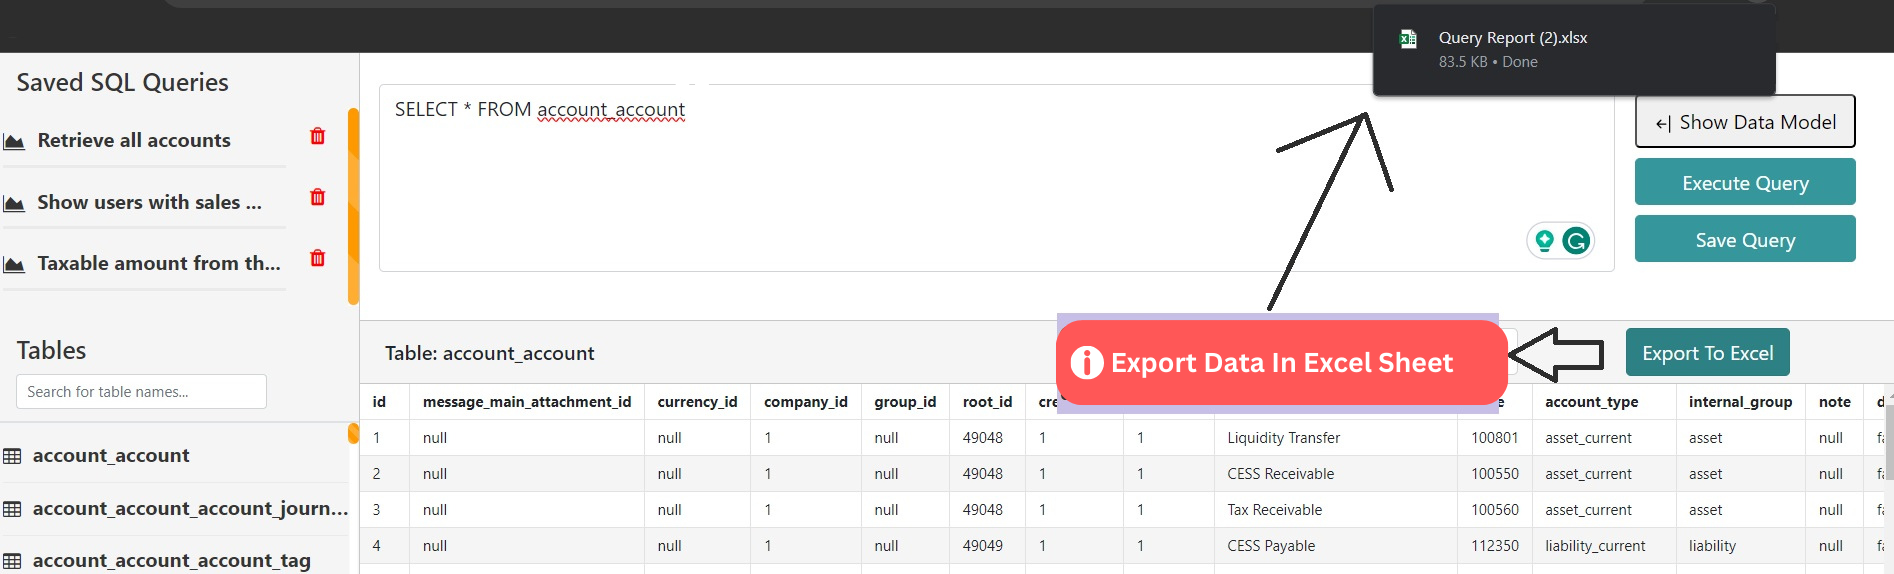 Query Report (2).xlsx
83.5 KB • Done
Saved SQL Queries
Retrieve all accounts
Show users with sales ...
Taxable amount from th...
SELECT * FROM account_account
Show Data Model
Execute Query
Save Query
Tables
Search for table names...
account_account
account_account_account_journ...
account_account_account_tag
Table: account_account
Export Data In Excel Sheet
Export To Excel
id message_main_attachment_id currency_id company_id group_id root_id account_type internal_group note
1 null null 1 null 49048 1 1 Liquidity Transfer 100801 asset_current asset null
2 null null 1 null 49048 1 1 CESS Receivable 100550 asset_current asset null
3 null null 1 null 49048 1 1 Tax Receivable 100560 asset_current asset null
4 null null 1 null 49049 1 1 CESS Payable 112350 liability_current liability null